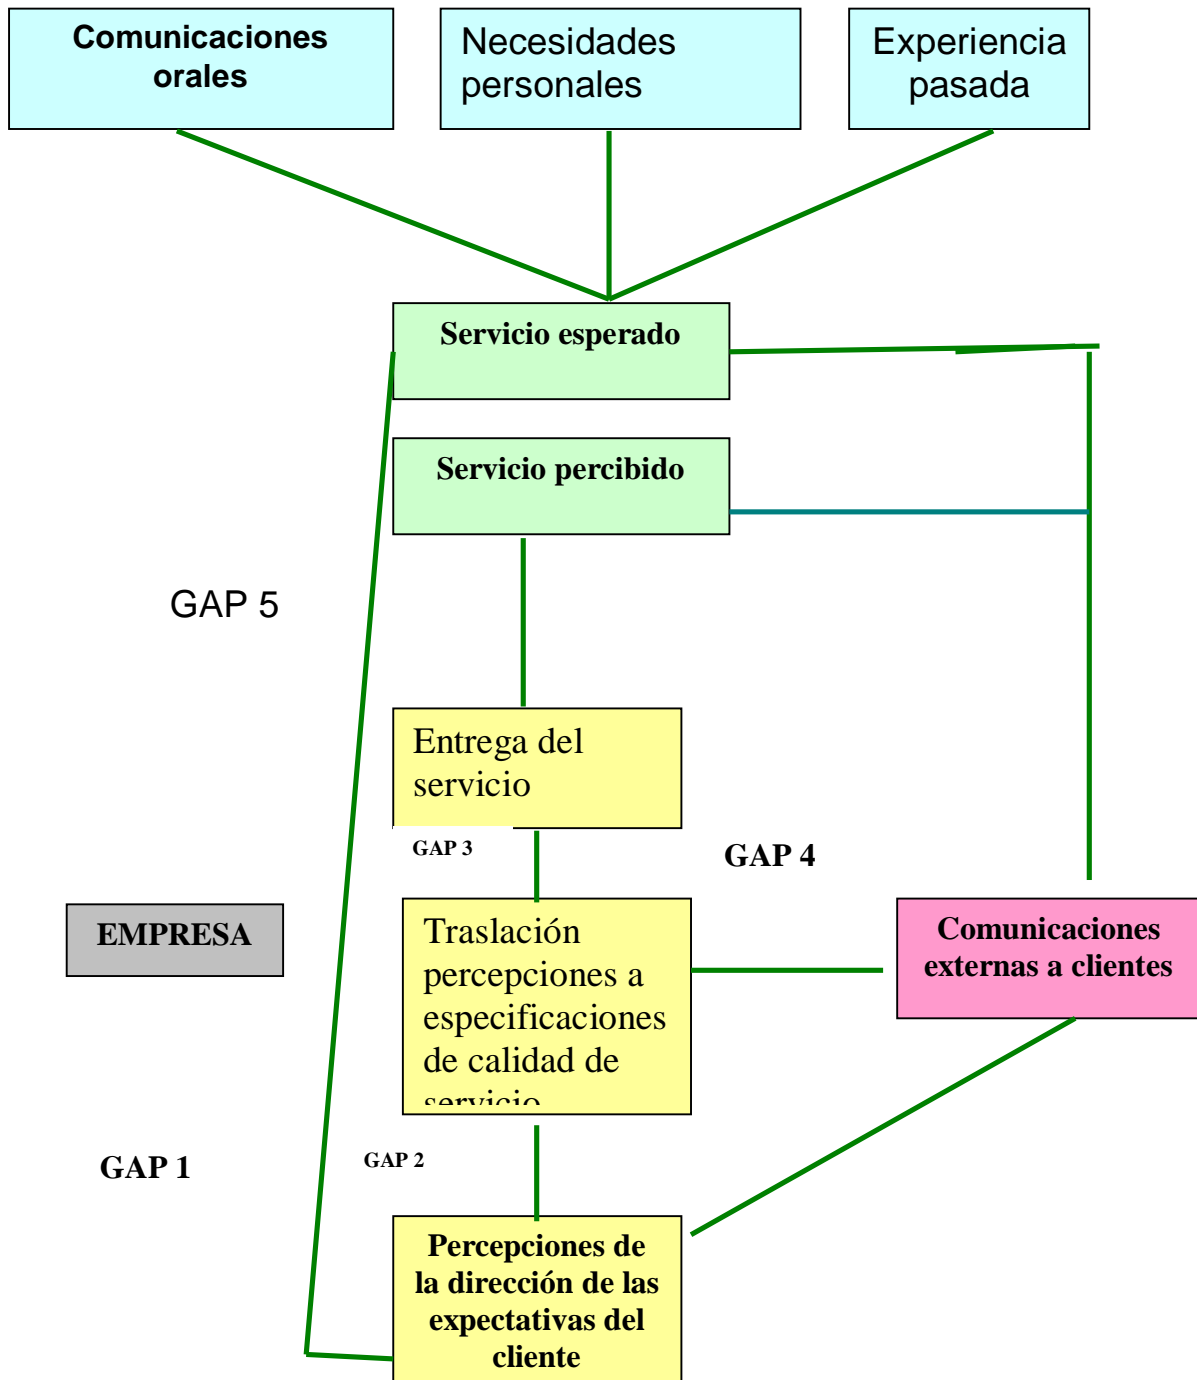 Comunicaciones
orales
Necesidades
personales
Experiencia
pasada
Servicio esperado
Servicio percibido
GAP 5
Entrega del
servicio
GAP 3
GAP 4
EMPRESA
Traslación
percepciones a
especificaciones
de calidad de
servicio
Comunicaciones
externas a clientes
GAP 1
GAP 2
Percepciones de
la dirección de las
expectativas del
cliente